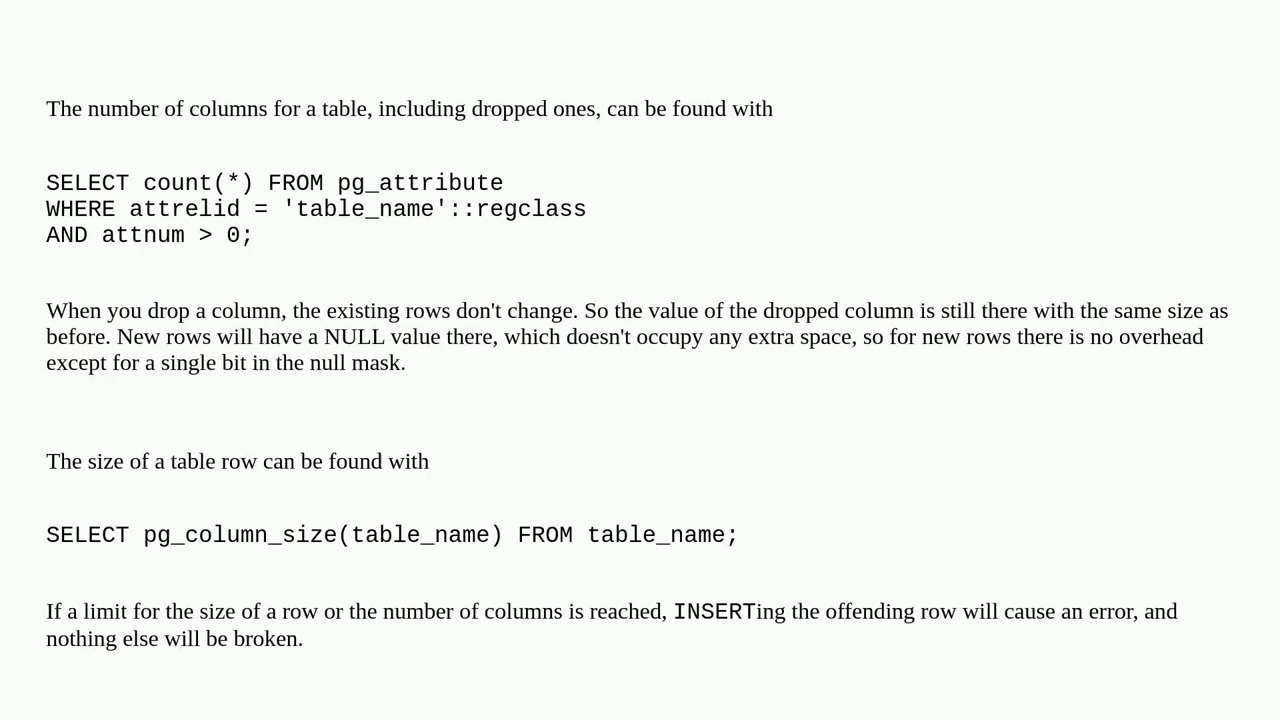 The number of columns for a table, including dropped ones, can be found with
SELECT count(*) FROM pg_attribute
WHERE attrelid = 'table_name'::regclass
AND attnum > 0;
When you drop a column, the existing rows don't change. So the value of the dropped column is still there with the same size as
before. New rows will have a NULL value there, which doesn't occupy any extra space, so for new rows there is no overhead
except for a single bit in the null mask.
The size of a table row can be found with
SELECT pg_column_size(table_name) FROM table_name;
If a limit for the size of a row or the number of columns is reached, INSERTing the offending row will cause an error, and
nothing else will be broken.